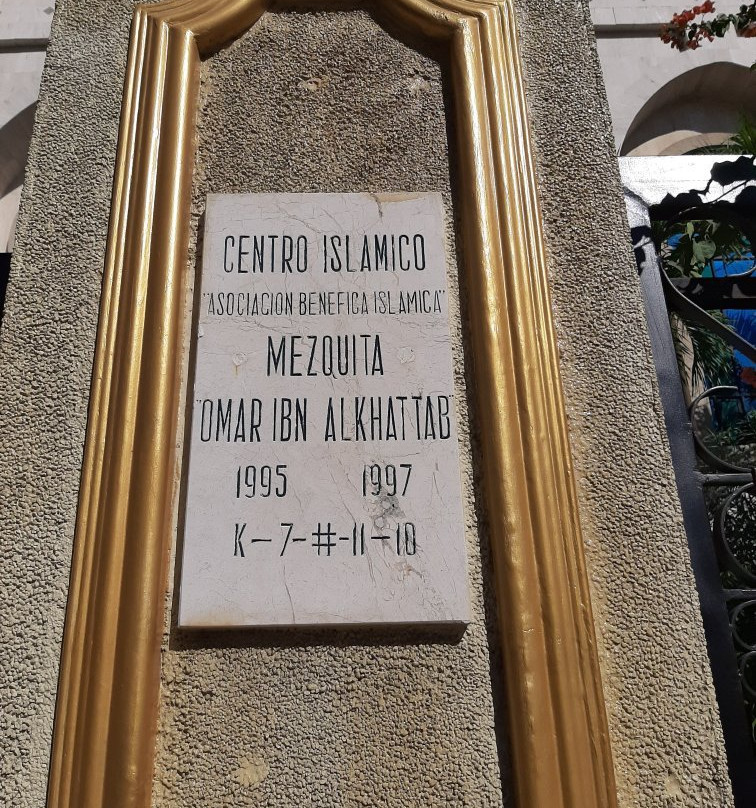 CENTRO ISLAMICO
"ASOCIACION BENEFICA ISLAMICA"
MEZQUITA
"OMAR IBN ALKHATTAB"
1995 1997
K-7-#-11-10